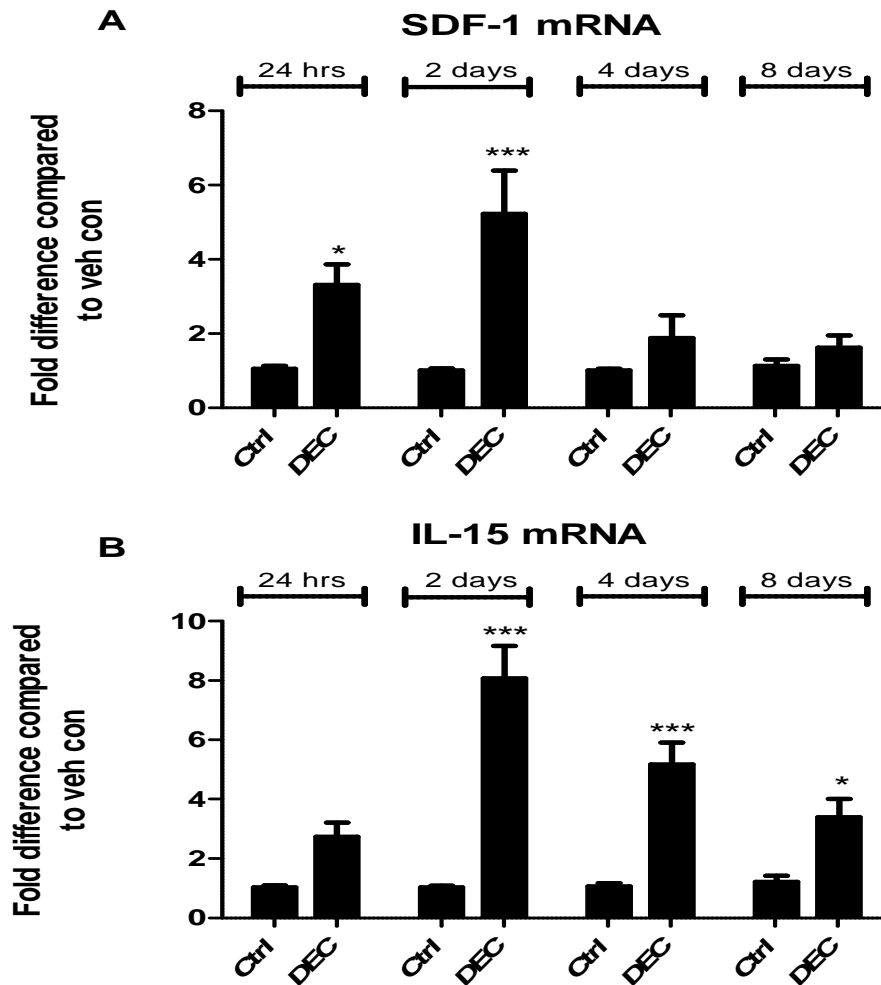 A
SDF-1 mRNA
24 hrs 2 days 4 days 8 days
Fold difference compared
to veh con
8
6
4
2
0
*
***
Ctrl DEC Ctrl DEC Ctrl DEC Ctrl DEC
B
IL-15 mRNA
24 hrs 2 days 4 days 8 days
Fold difference compared
to veh con
10
8
6
4
2
0
***
***
*
Ctrl DEC Ctrl DEC Ctrl DEC Ctrl DEC